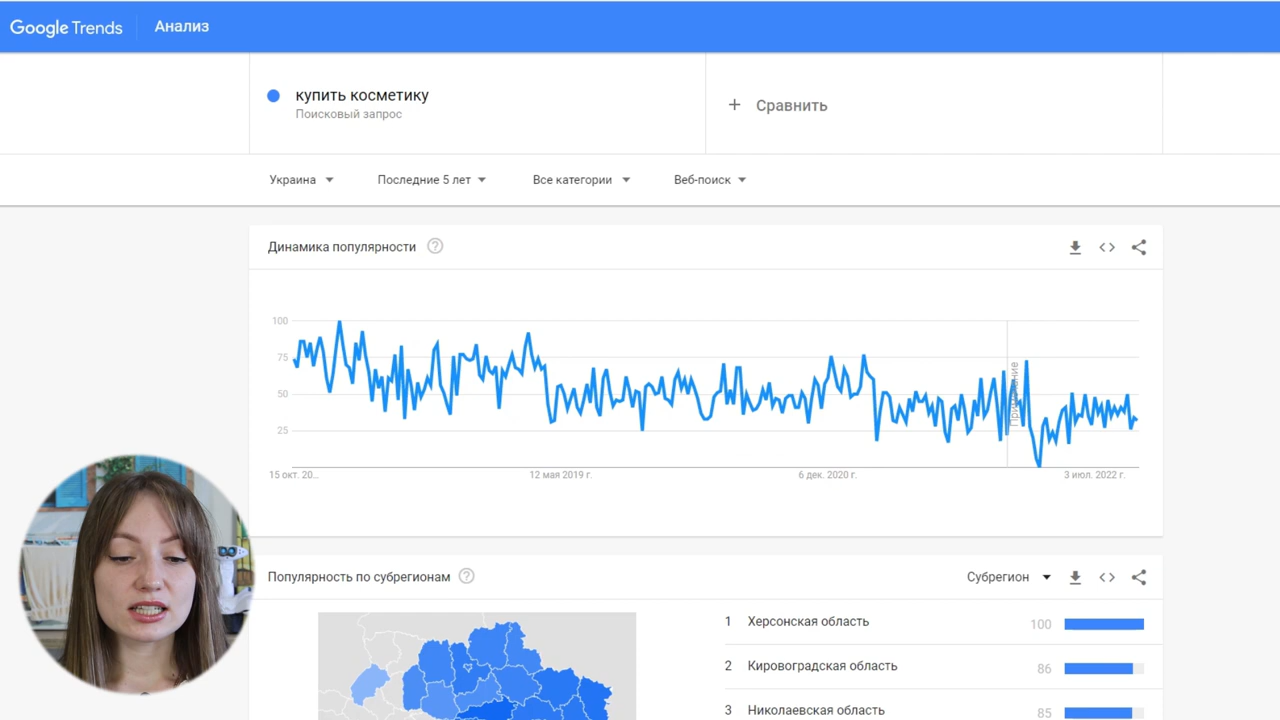 Google Trends Анализ
купить косметику
Поисковый запрос
+ Сравнить
Украина Последние 5 лет Все категории Веб-поиск
Динамика популярности
100
75
50
25
Примечание
15 окт. 20… 12 мая 2019 г. 6 дек. 2020 г. 3 июл. 2022 г.
Популярность по субрегионам Субрегион
1 Херсонская область 100
2 Кировоградская область 86
3 Николаевская область 85